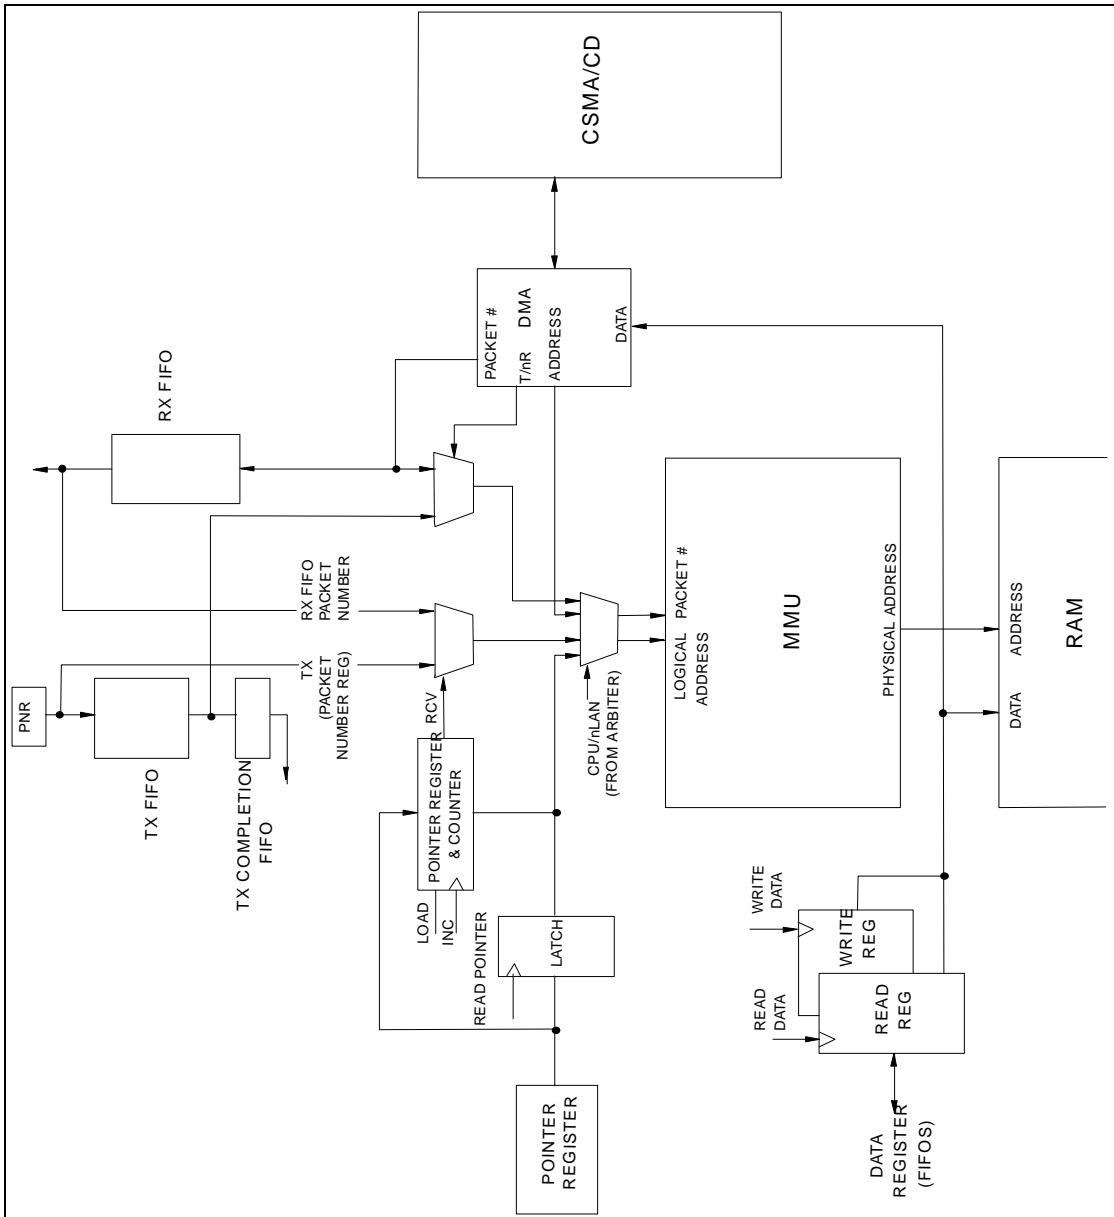 CSMA/CD
PACKET #
T/nR
DMA
ADDRESS
DATA
RX FIFO
RX FIFO
PACKET
NUMBER
TX
(PACKET
NUMBER REG)
PNR
TX FIFO
TX COMPLETION
FIFO
RCV
POINTER REGISTER
& COUNTER
LOAD
INC
CPU/nLAN
(FROM ARBITER)
PACKET #
LOGICAL
ADDRESS
MMU
PHYSICAL ADDRESS
ADDRESS
DATA
RAM
READ POINTER
LATCH
POINTER
REGISTER
WRITE
DATA
WRITE
REG
READ
DATA
READ
REG
DATA
REGISTER
(FIFOS)